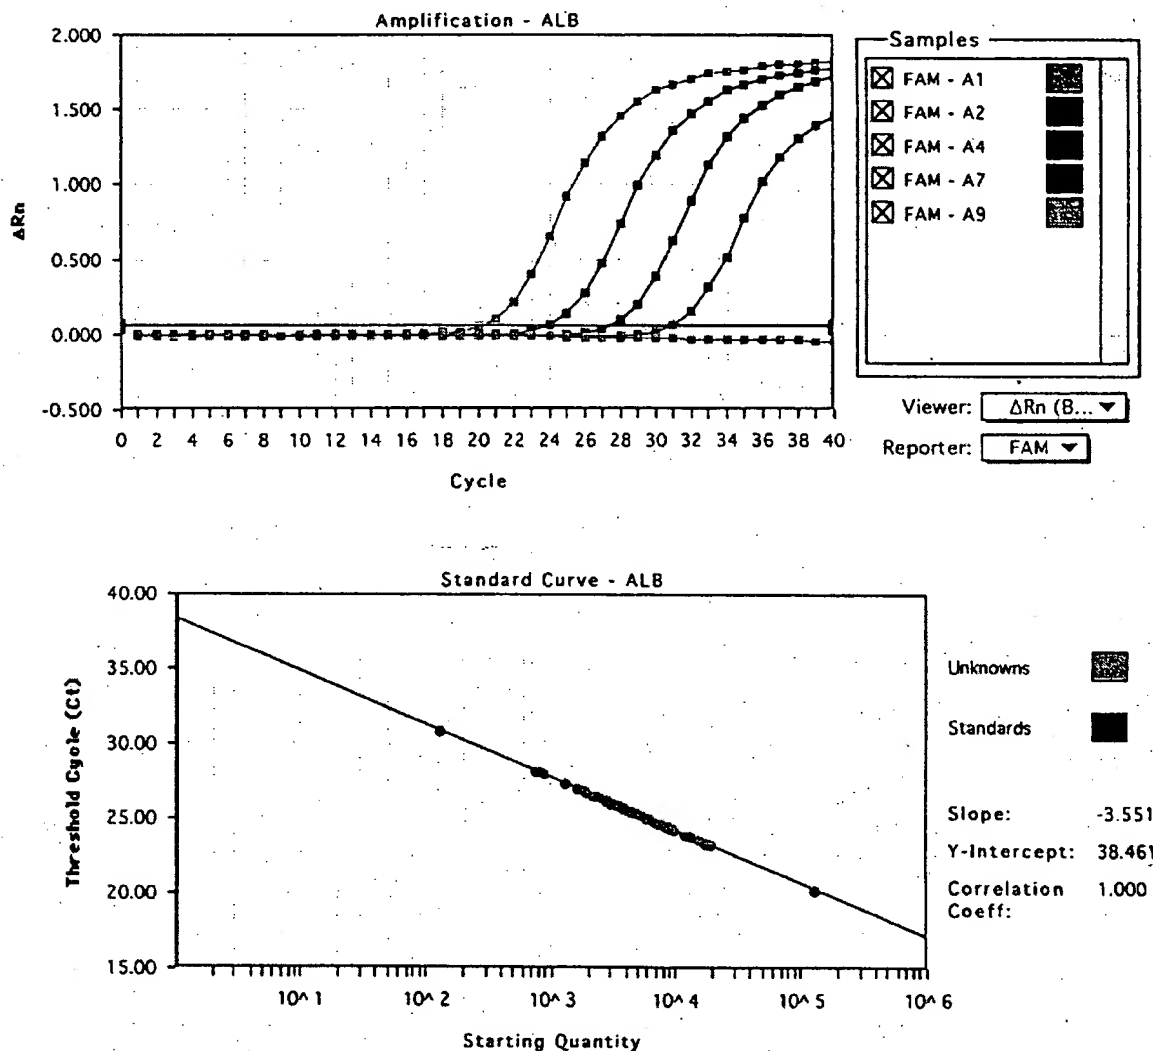 Amplification - ALB
2.000
1.500
1.000
0.500
0.000
-0.500
ΔRn
0 2 4 6 8 10 12 14 16 18 20 22 24 26 28 30 32 34 36 38 40
Cycle
Samples
FAM - A1
FAM - A2
FAM - A4
FAM - A7
FAM - A9
Viewer: ΔRn (B... ▼
Reporter: FAM ▼
Standard Curve - ALB
40.00
35.00
30.00
25.00
20.00
15.00
Threshold Cycle (Ct)
10^1 10^2 10^3 10^4 10^5 10^6
Starting Quantity
Unknowns
Standards
Slope: -3.551
Y-Intercept: 38.461
Correlation 1.000
Coeff: